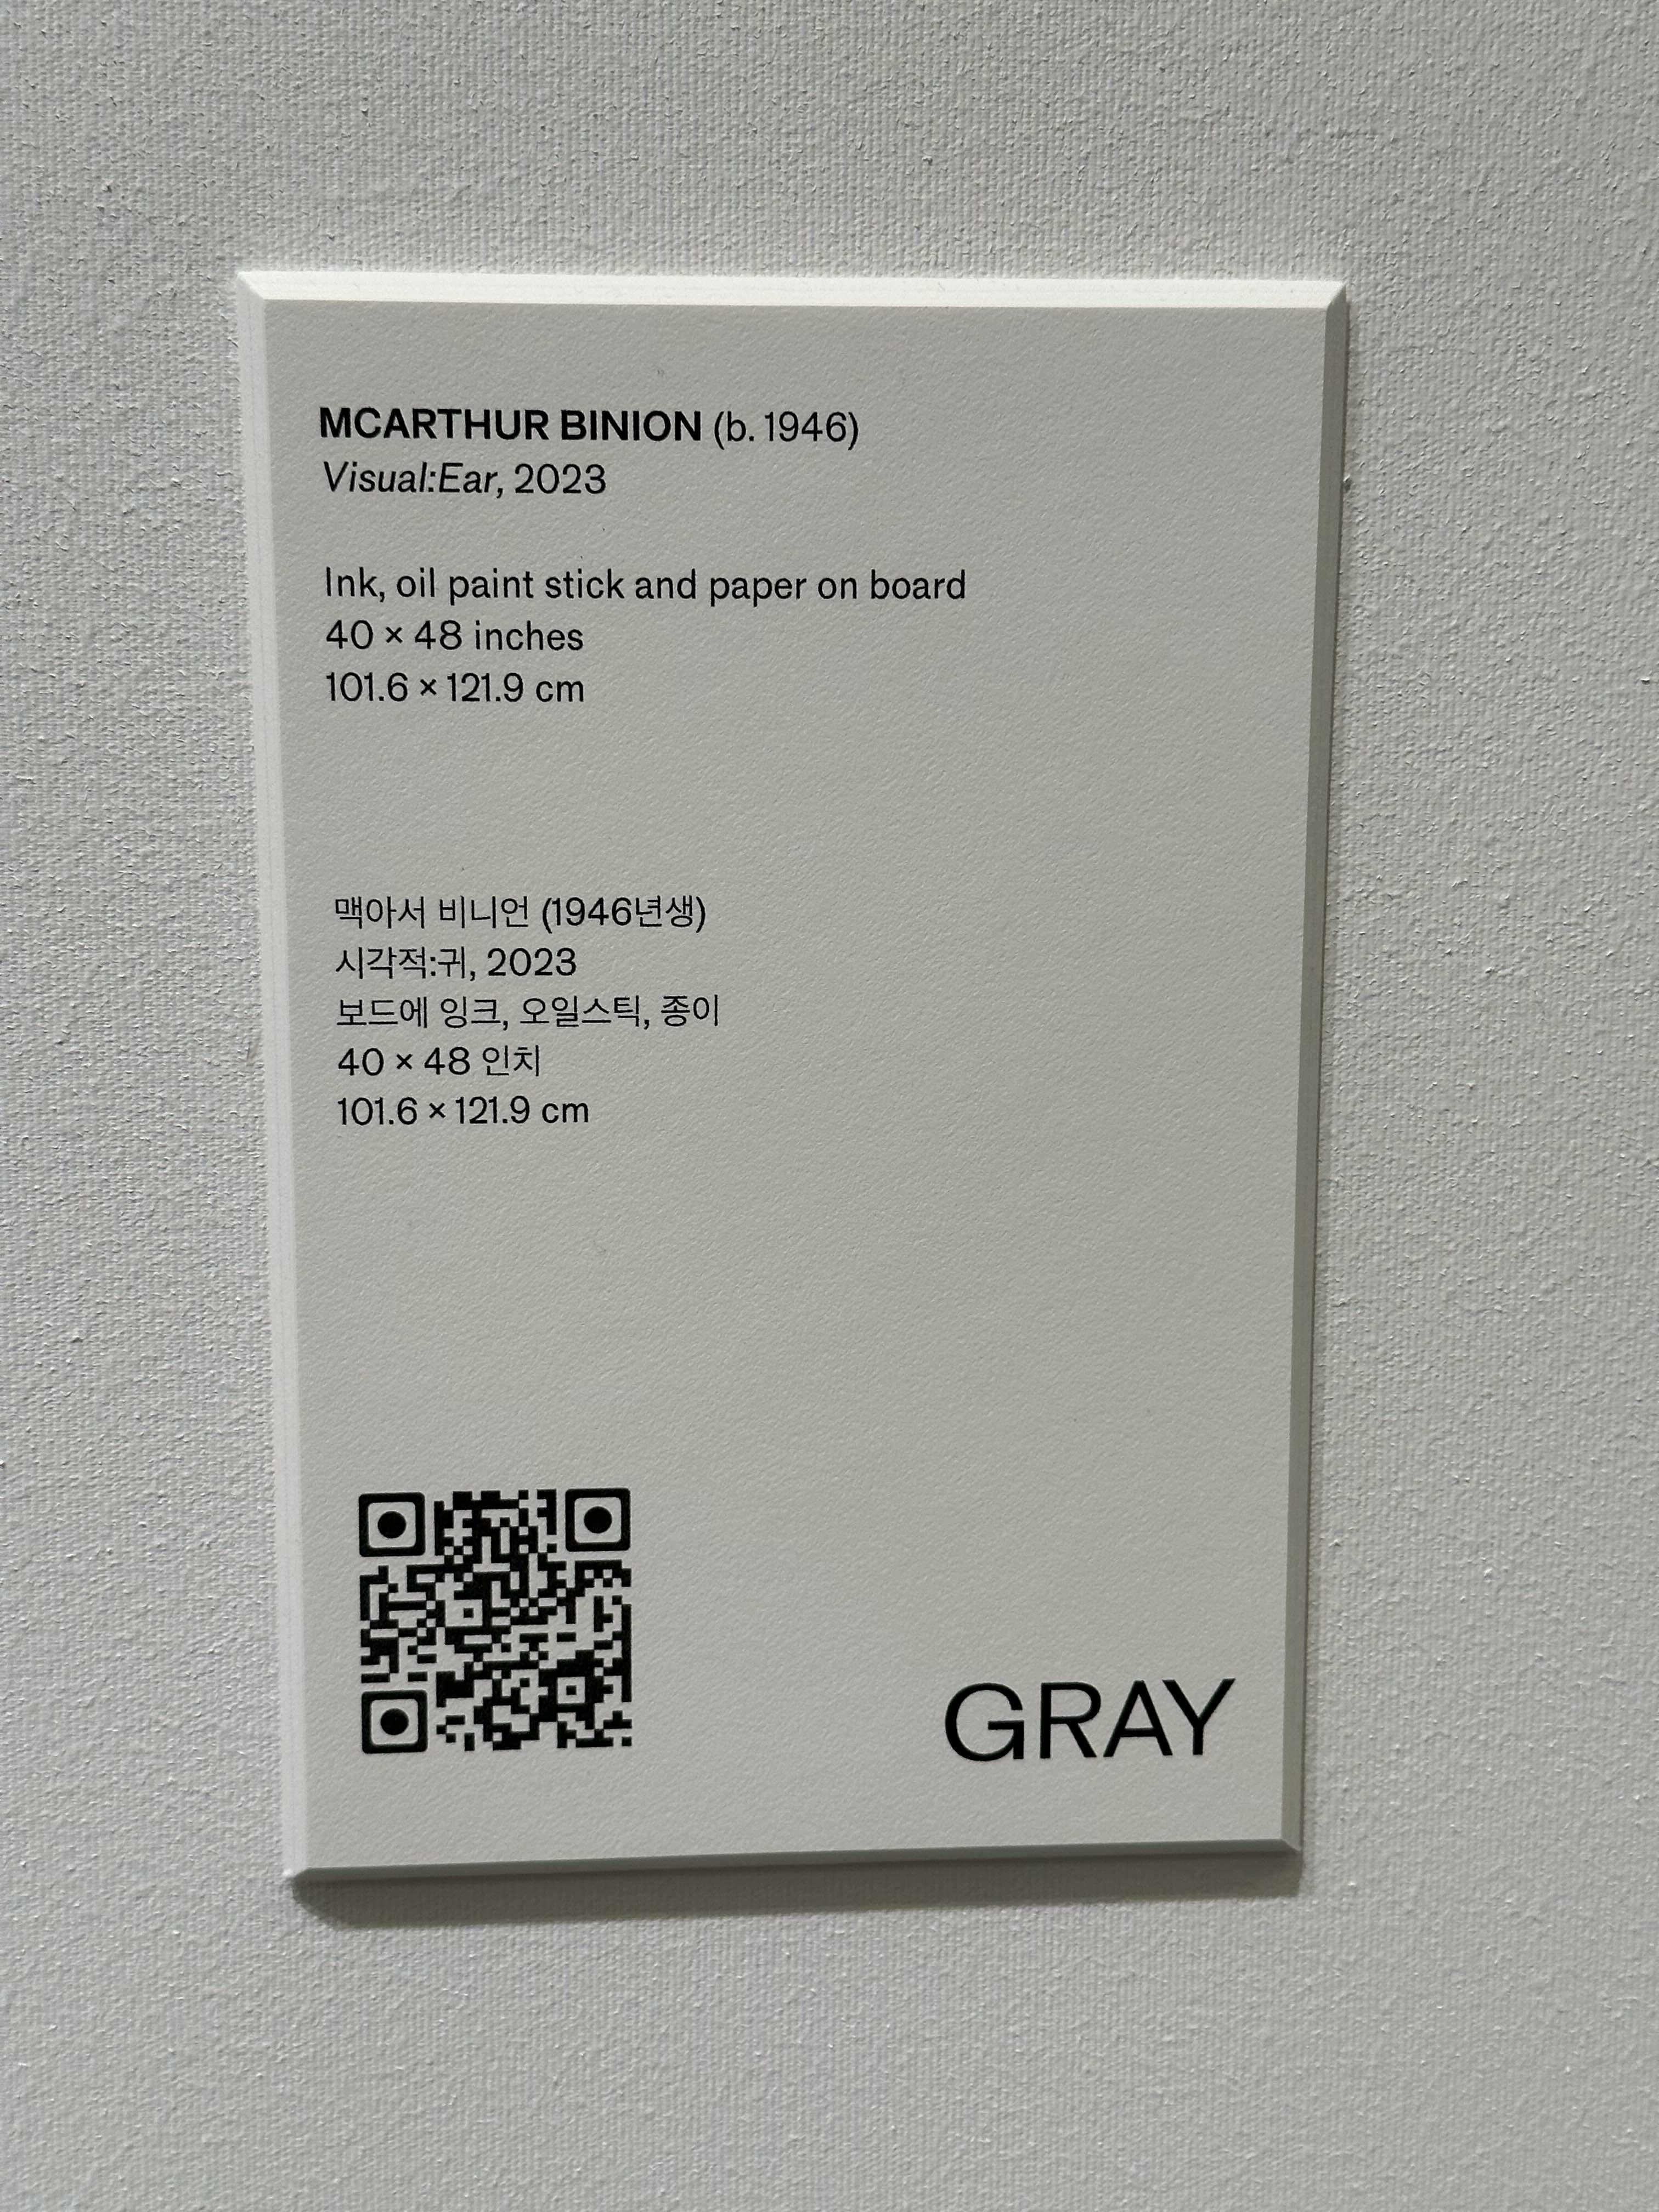 MCARTHUR BINION (b. 1946)
Visual:Ear, 2023
Ink, oil paint stick and paper on board
40 × 48 inches
101.6 × 121.9 cm
맥아서 비니언 (1946년생)
시각적:귀, 2023
보드에 잉크, 오일스틱, 종이
40 × 48 인치
101.6 × 121.9 cm
GRAY